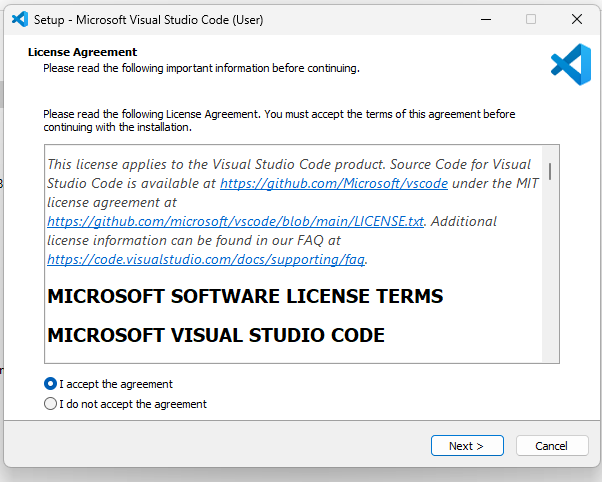 Setup - Microsoft Visual Studio Code (User)
License Agreement
Please read the following important information before continuing.
Please read the following License Agreement. You must accept the terms of this agreement before
continuing with the installation.
This license applies to the Visual Studio Code product. Source Code for Visual
Studio Code is available at https://github.com/Microsoft/vscode under the MIT
license agreement at
https://github.com/microsoft/vscode/blob/main/LICENSE.txt. Additional
license information can be found in our FAQ at
https://code.visualstudio.com/docs/supporting/faq.
MICROSOFT SOFTWARE LICENSE TERMS
MICROSOFT VISUAL STUDIO CODE
I accept the agreement
I do not accept the agreement
Next >
Cancel